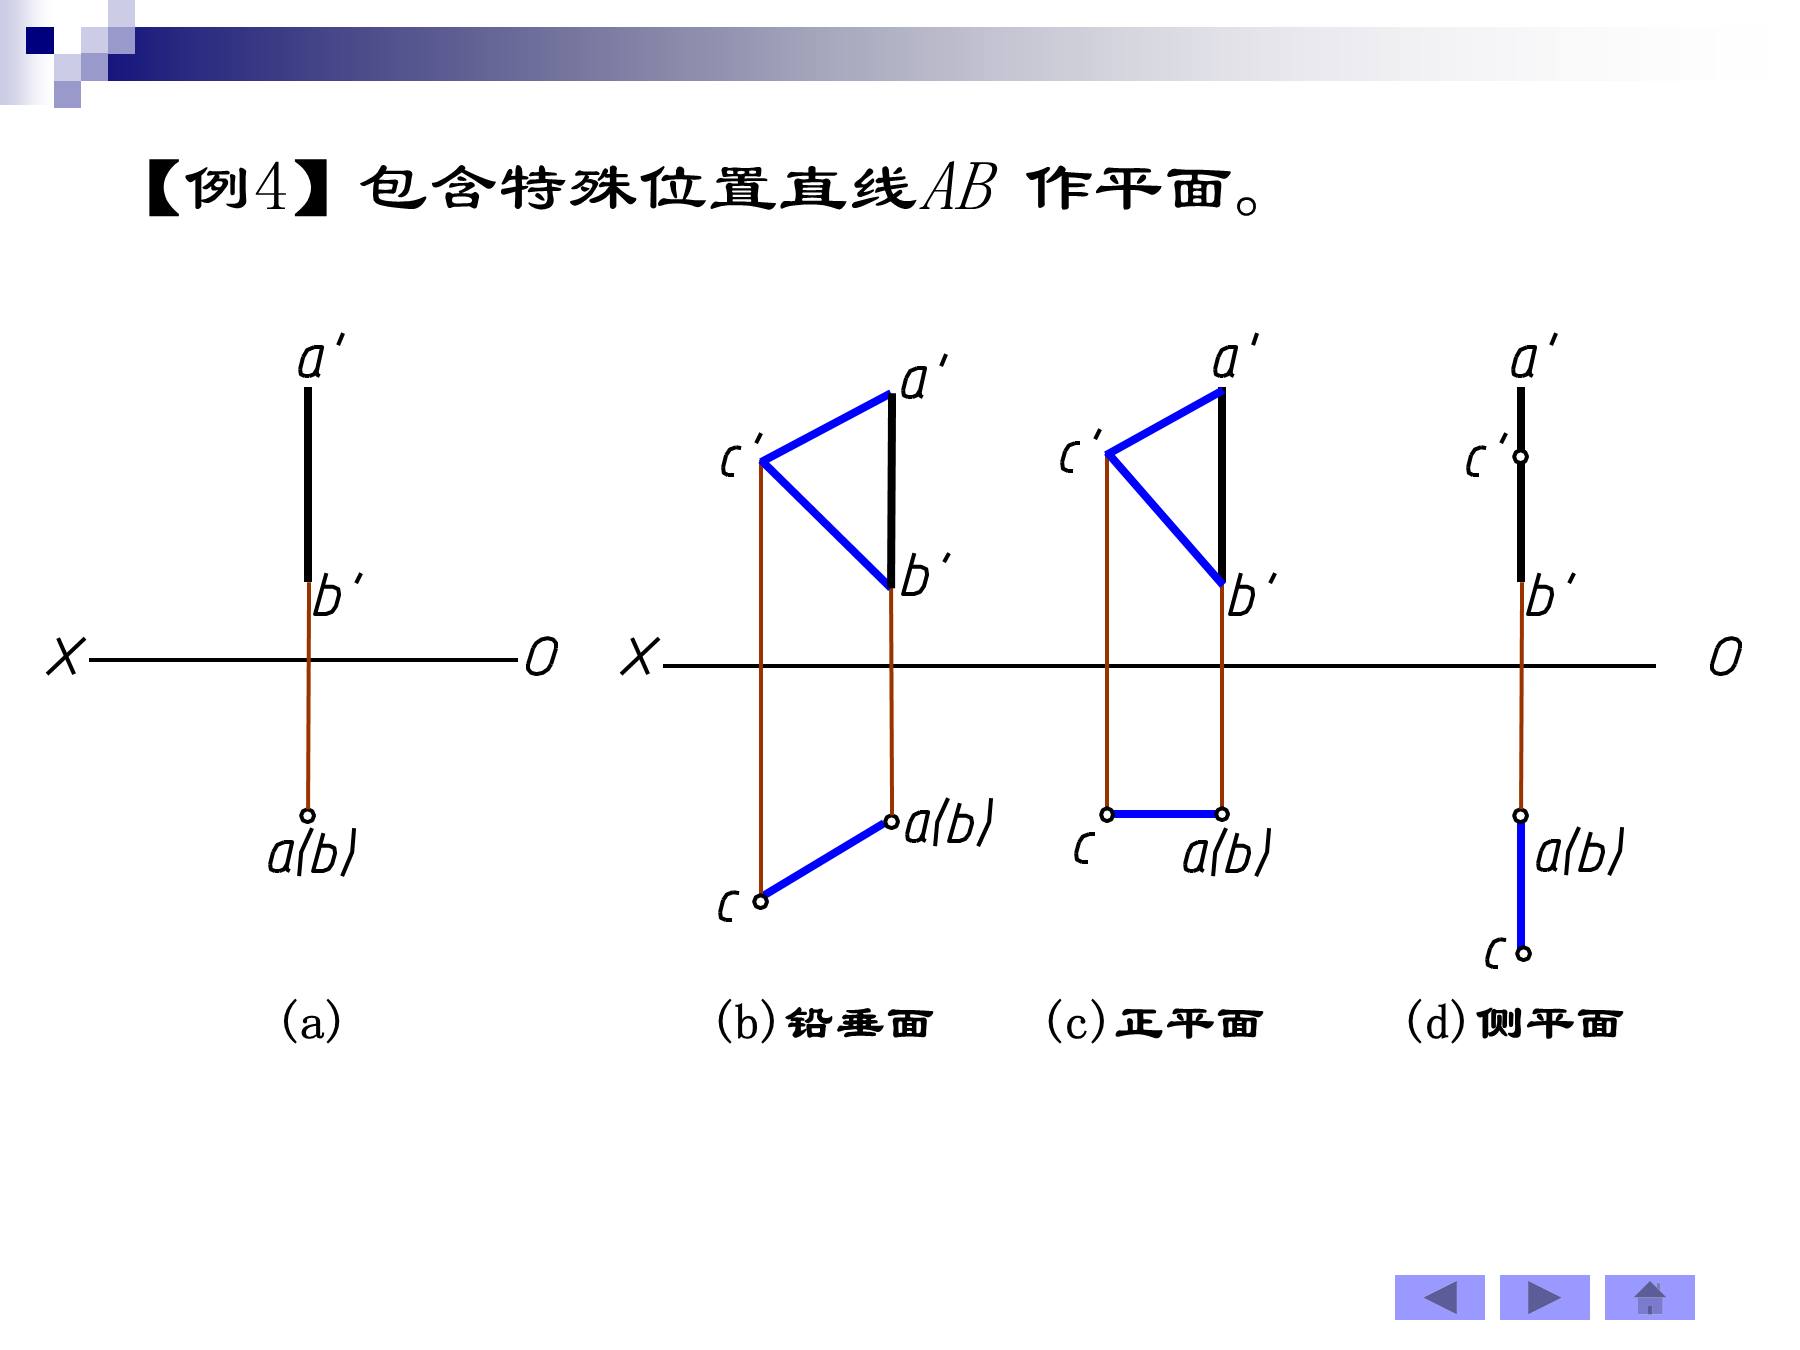 【例4】包含特殊位置直线AB 作平面。
a′ a′ a′ a′
c′ c′ c′
b′ b′ b′ b′
X O X O
a(b) a(b) a(b) a(b)
c c c
(a) (b)铅垂面 (c)正平面 (d)侧平面